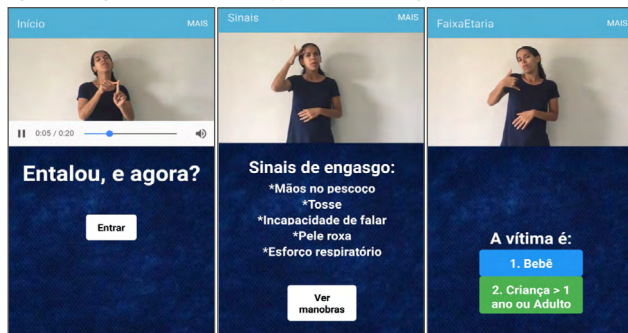 Início MAIS
0:05 / 0:20
Entalou, e agora?
Entrar
Sinais MAIS
Sinais de engasgo:
*Mãos no pescoço
*Tosse
*Incapacidade de falar
*Pele roxa
*Esforço respiratório
Ver
manobras
FaixaEtaria MAIS
A vítima é:
1. Bebê
2. Criança > 1
ano ou Adulto